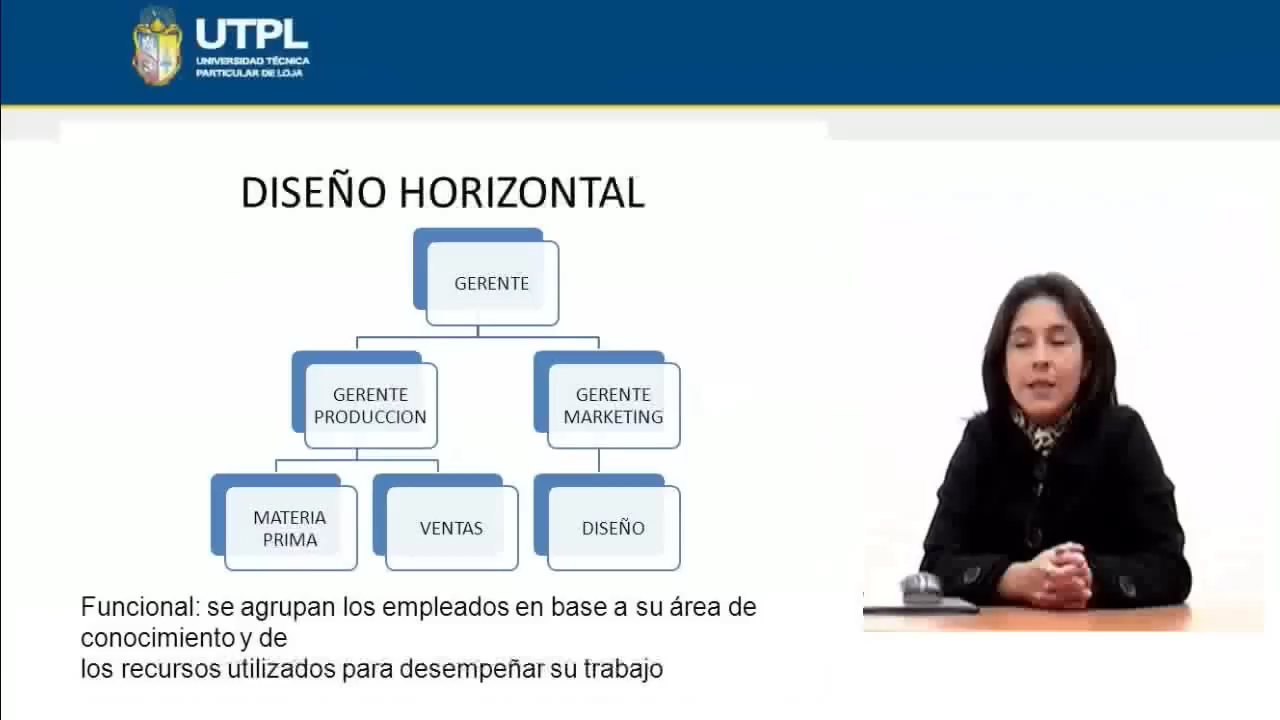 UTPL
UNIVERSIDAD TÉCNICA
PARTICULAR DE LOJA
DISEÑO HORIZONTAL
GERENTE
GERENTE
PRODUCCION
GERENTE
MARKETING
MATERIA
PRIMA
VENTAS
DISEÑO
Funcional: se agrupan los empleados en base a su área de
conocimiento y de
los recursos utilizados para desempeñar su trabajo